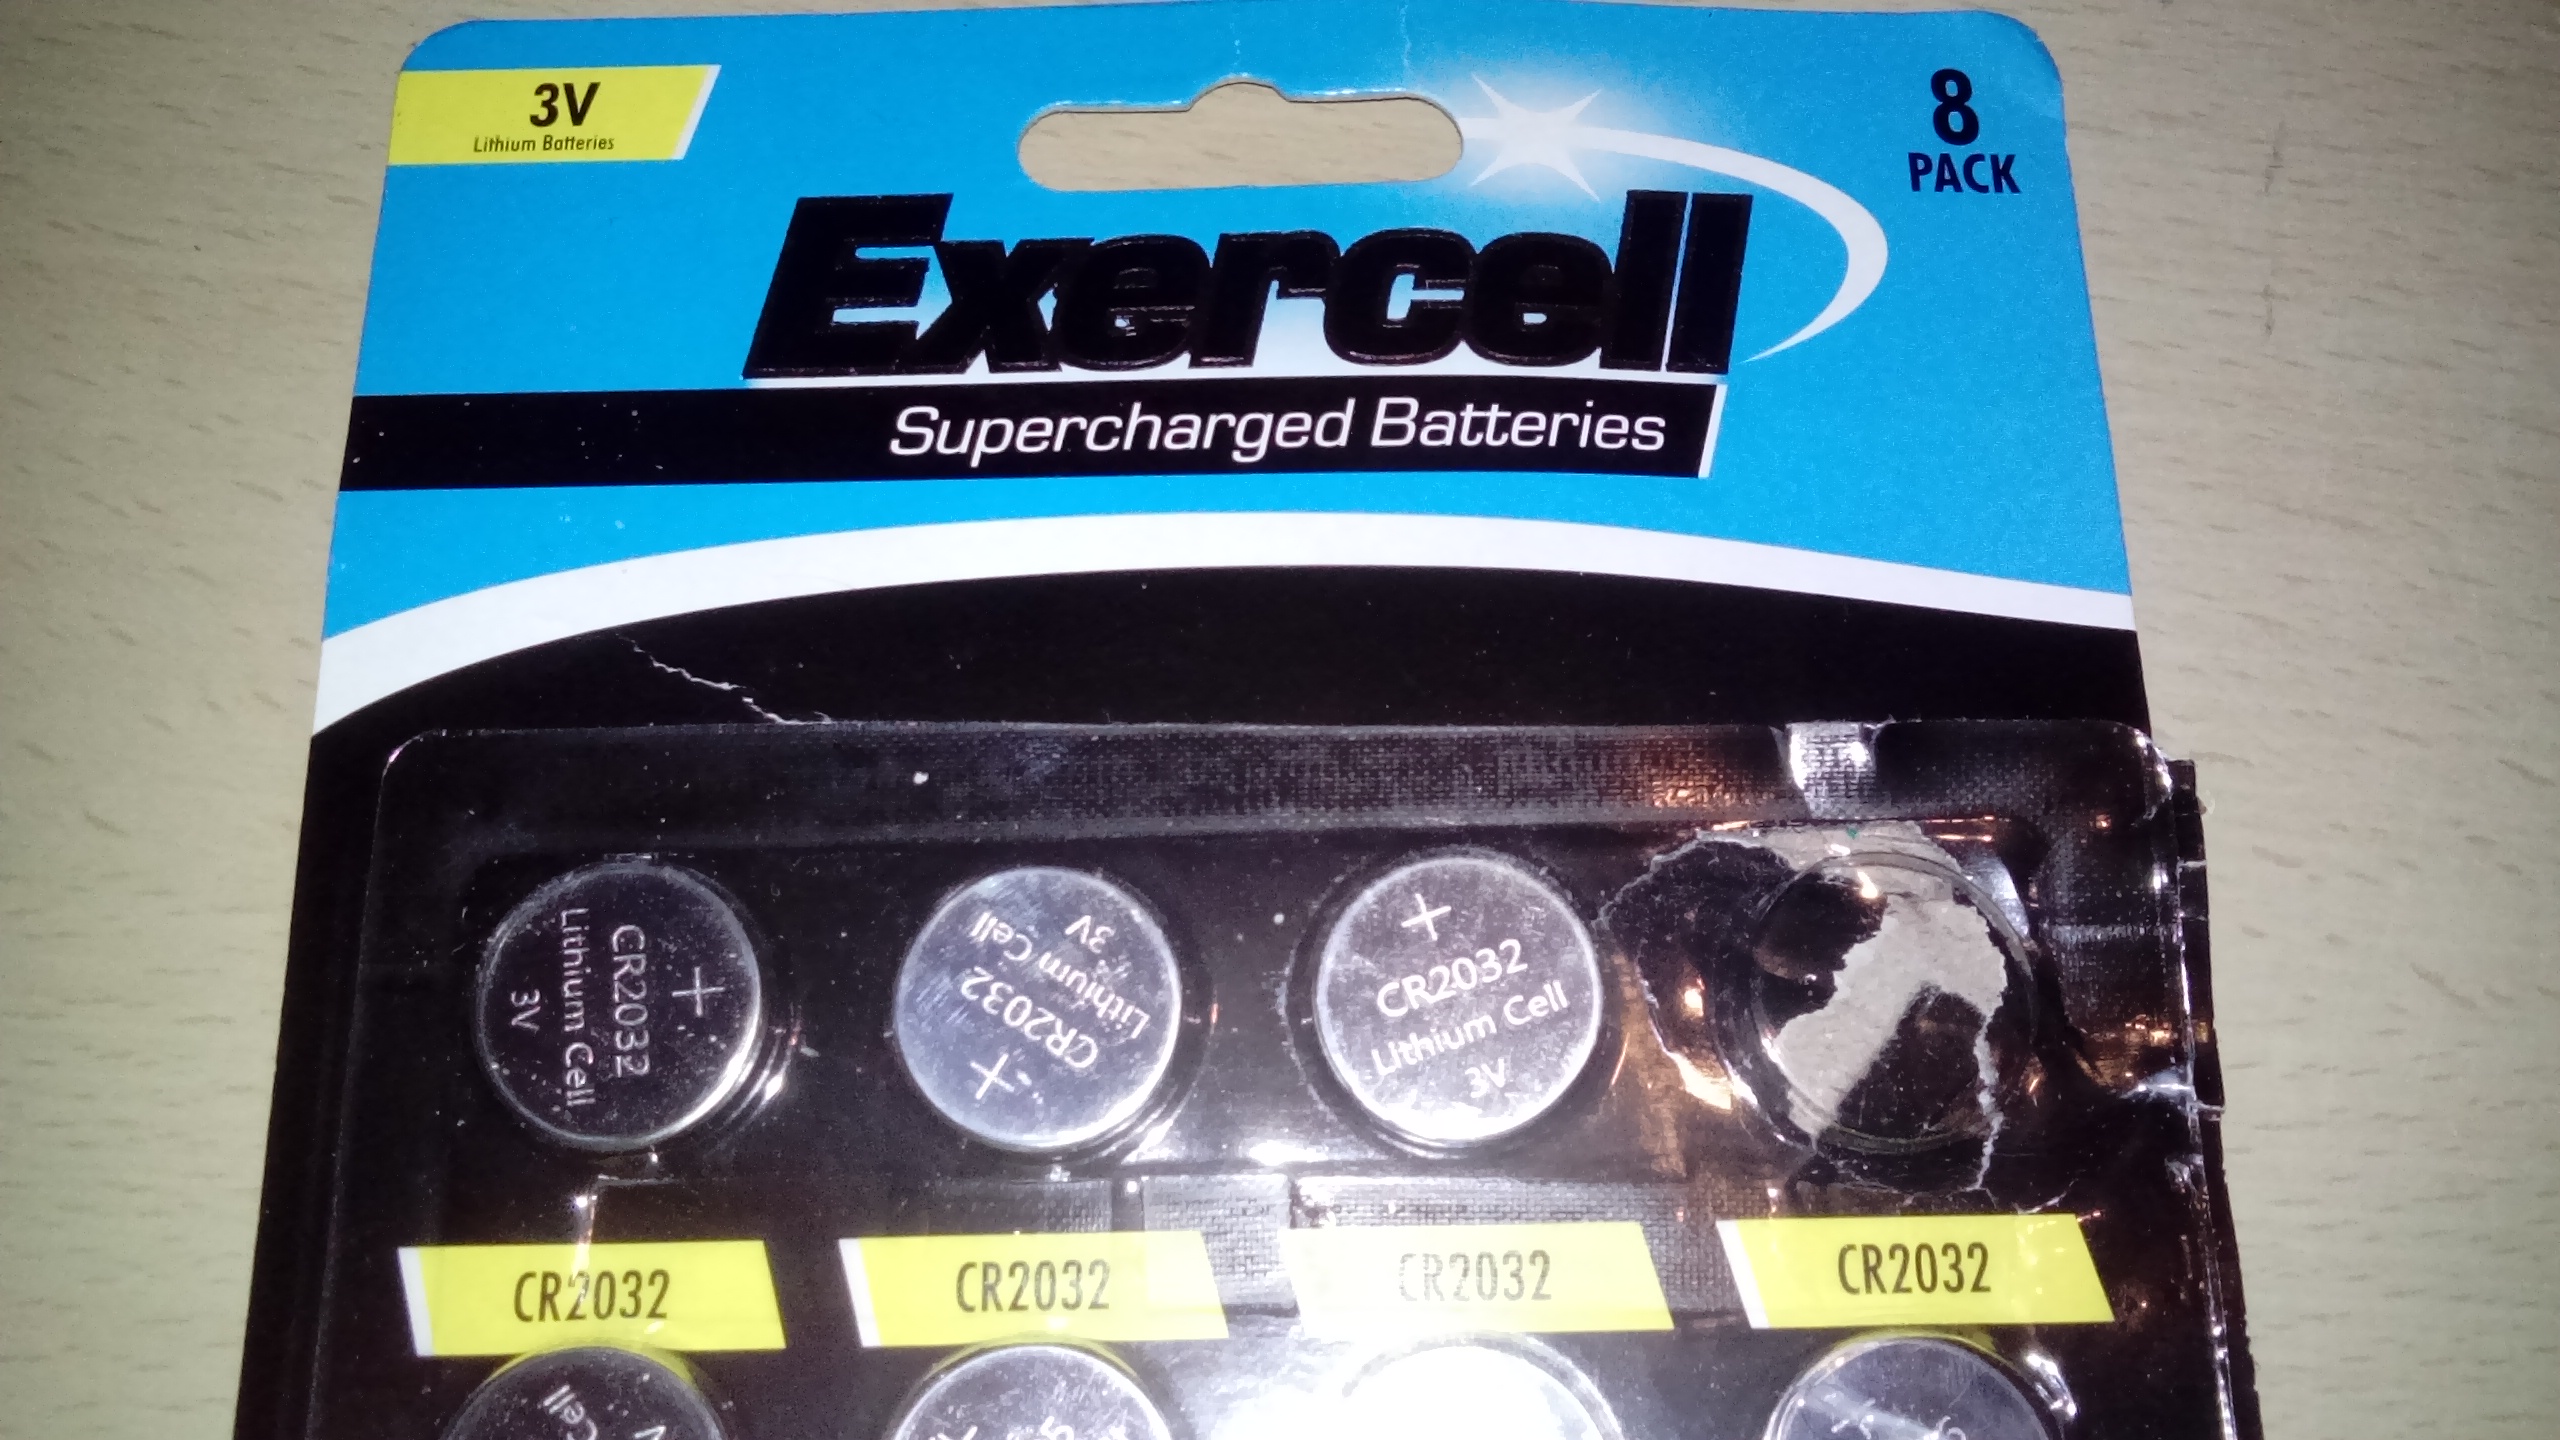 3V
Lithium Batteries
8
PACK
Exercell
Supercharged Batteries
+
CR2032
Lithium Cell
3V
+
CR2032
Lithium Cell
3V
+
CR2032
Lithium Cell
3V
CR2032
CR2032
CR2032
CR2032
Cell